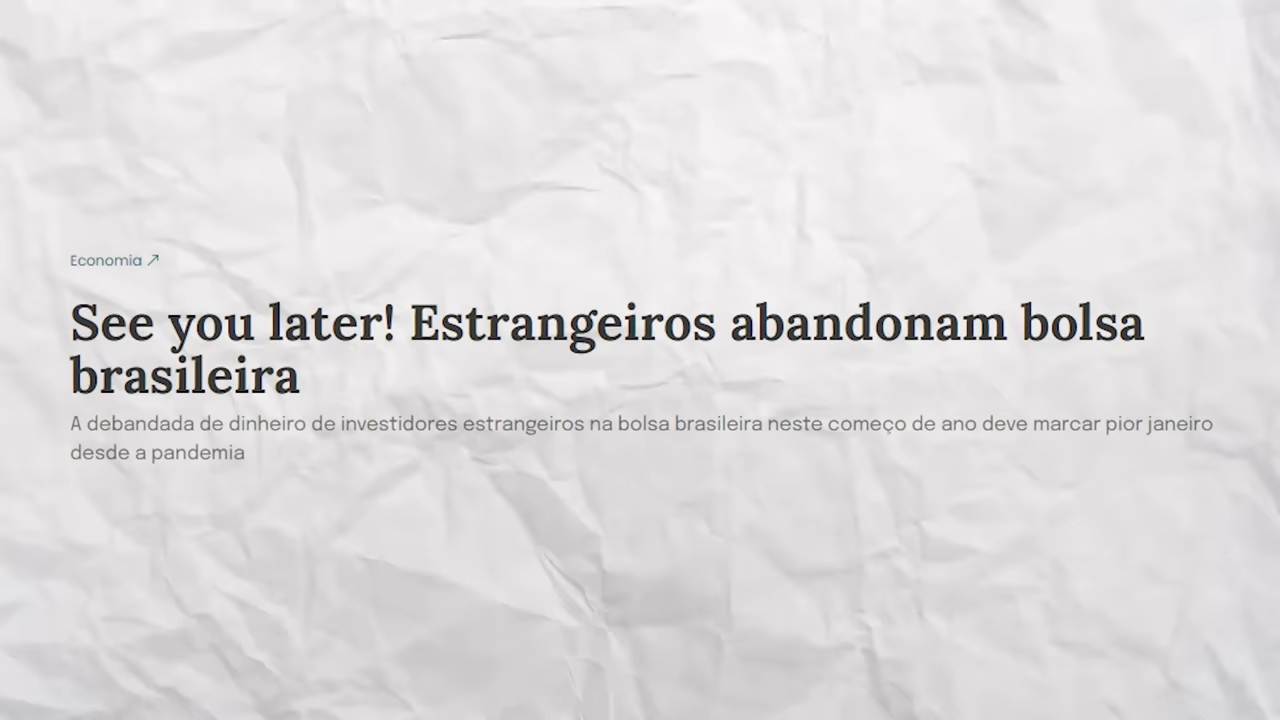 Economia ↗
See you later! Estrangeiros abandonam bolsa
brasileira
A debandada de dinheiro de investidores estrangeiros na bolsa brasileira neste começo de ano deve marcar pior janeiro
desde a pandemia